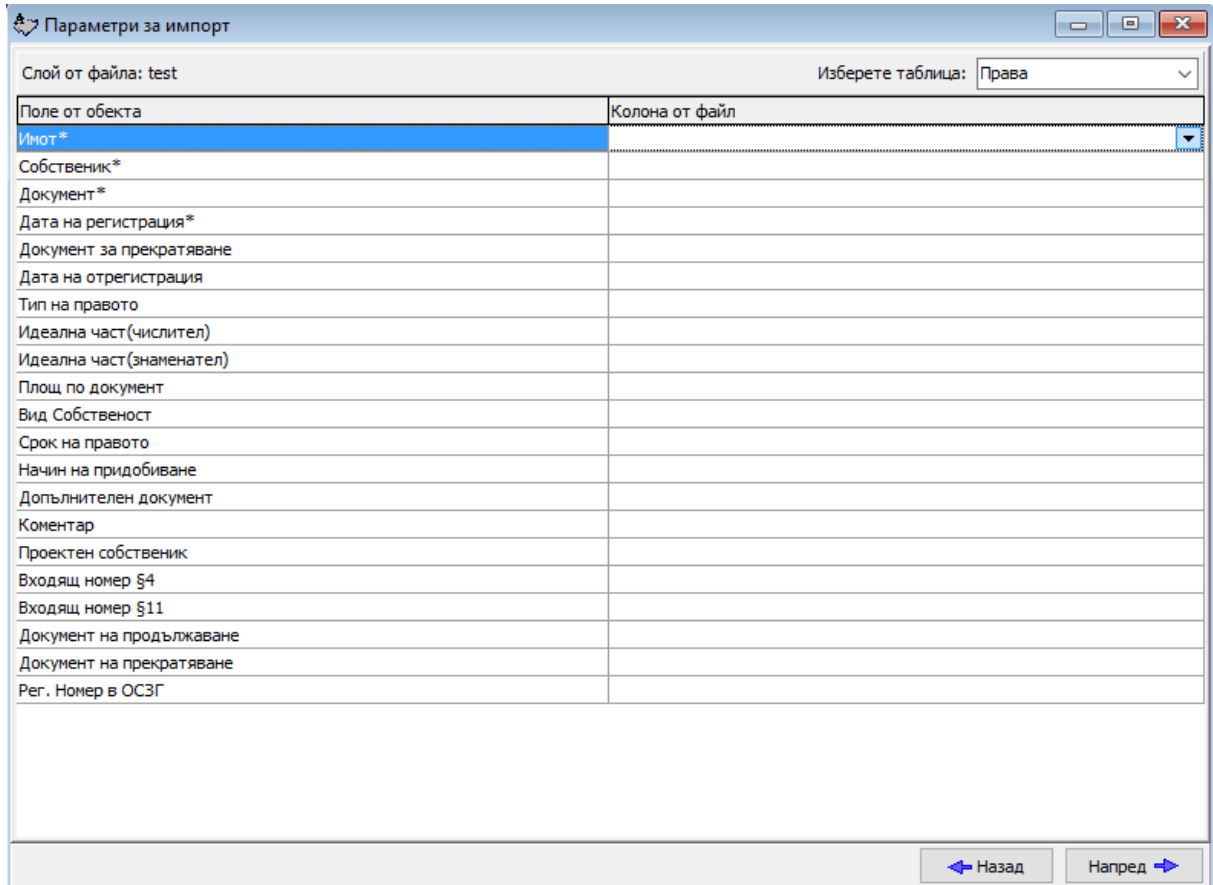 Параметри за импорт
Слой от файла: test Изберете таблица: Права
Поле от обекта Колона от файл
Имот*
Собственик*
Документ*
Дата на регистрация*
Документ за прекратяване
Дата на отрегистрация
Тип на правото
Идеална част(числител)
Идеална част(знаменател)
Площ по документ
Вид Собственост
Срок на правото
Начин на придобиване
Допълнителен документ
Коментар
Проектен собственик
Входящ номер §4
Входящ номер §11
Документ на продължаване
Документ на прекратяване
Рег. Номер в ОСЗГ
Назад Напред